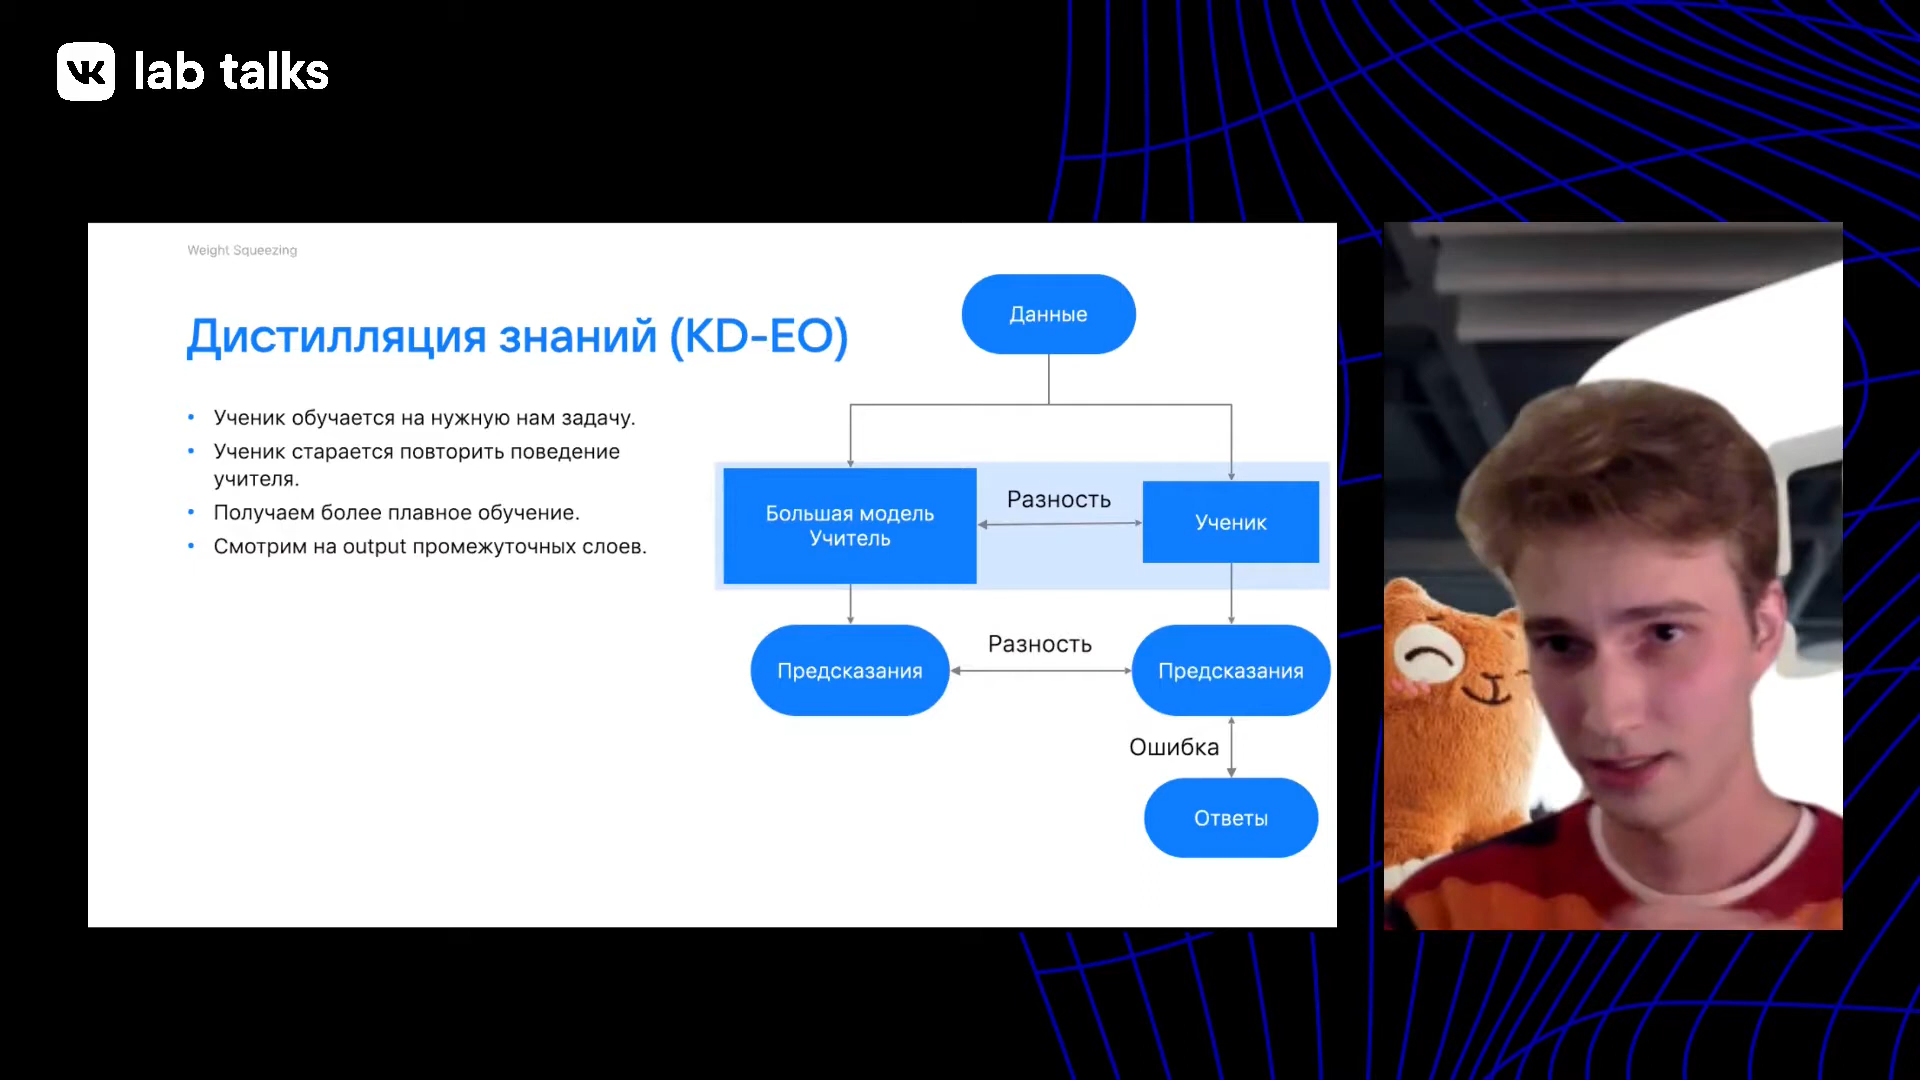 VK lab talks
Weight Squeezing
Дистилляция знаний (KD-EO)
• Ученик обучается на нужную нам задачу.
• Ученик старается повторить поведение
учителя.
• Получаем более плавное обучение.
• Смотрим на output промежуточных слоев.
Данные
Большая модель
Учитель
Разность
Ученик
Предсказания
Разность
Предсказания
Ошибка
Ответы